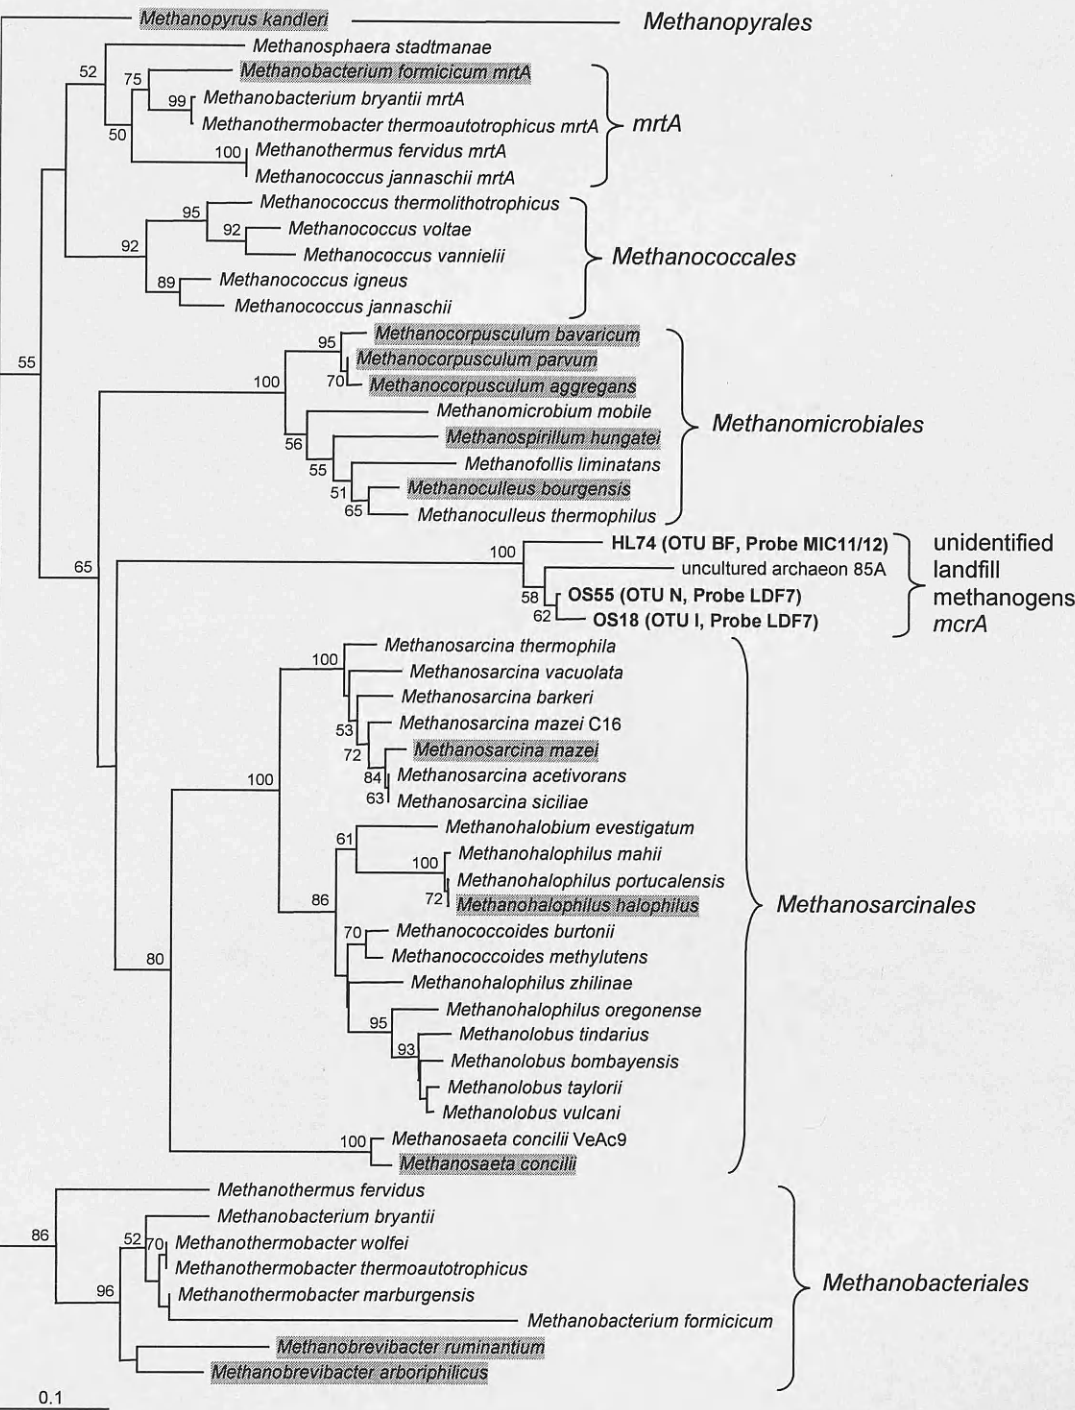 Methanopyrus kandleri
Methanopyrales
Methanosphaera stadtmanae
52
Methanobacterium formicicum mrtA
75
Methanobacterium bryantii mrtA
99
Methanothermobacter thermoautotrophicus mrtA
mrtA
50
Methanothermus fervidus mrtA
100
Methanococcus jannaschii mrtA
Methanococcus thermolithotrophicus
95
Methanococcus voltae
92
Methanococcus vannielii
92
Methanococcales
Methanococcus igneus
89
Methanococcus jannaschii
Methanocorpusculum bavaricum
95
Methanocorpusculum parvum
55
Methanocorpusculum aggregans
70
100
Methanomicrobium mobile
Methanomicrobiales
56
Methanospirillum hungatei
55
Methanofollis liminatans
Methanoculleus bourgensis
51
65
Methanoculleus thermophilus
HL74 (OTU BF, Probe MIC11/12)
100
uncultured archaeon 85A
65
OS55 (OTU N, Probe LDF7)
58
OS18 (OTU I, Probe LDF7)
62
unidentified
landfill
methanogens
mcrA
Methanosarcina thermophila
100
Methanosarcina vacuolata
Methanosarcina barkeri
Methanosarcina mazei C16
53
Methanosarcina mazei
72
Methanosarcina acetivorans
84
100
Methanosarcina siciliae
63
Methanohalobium evestigatum
61
Methanohalophilus mahii
100
Methanohalophilus portucalensis
Methanohalophilus halophilus
72
86
Methanosarcinales
Methanococcoides burtonii
70
Methanococcoides methylutens
80
Methanohalophilus zhilinae
Methanohalophilus oregonense
95
Methanolobus tindarius
93
Methanolobus bombayensis
Methanolobus taylorii
Methanolobus vulcani
Methanosaeta concilii VeAc9
100
Methanosaeta concilii
Methanothermus fervidus
Methanobacterium bryantii
86
52
70
Methanothermobacter wolfei
Methanothermobacter thermoautotrophicus
Methanobacteriales
96
Methanothermobacter marburgensis
Methanobacterium formicicum
Methanobrevibacter ruminantium
Methanobrevibacter arboriphilicus
0.1